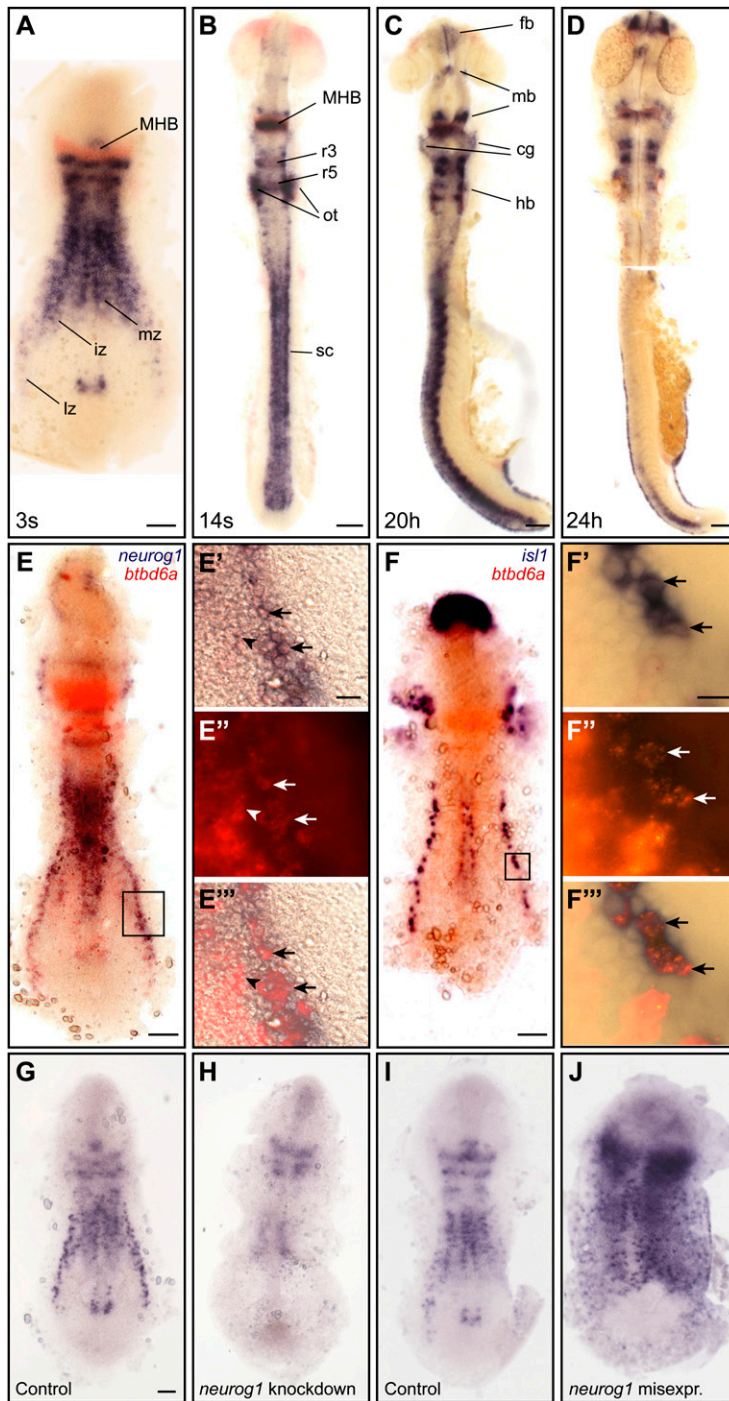 A
MHB
iz
mz
lz
3s
B
MHB
r3
r5
ot
sc
14s
C
fb
mb
cg
hb
20h
D
24h
E
neurog1
btbd6a
E'
E''
E'''
F
isl1
btbd6a
F'
F''
F'''
G
Control
H
neurog1 knockdown
I
Control
J
neurog1 misexpr.